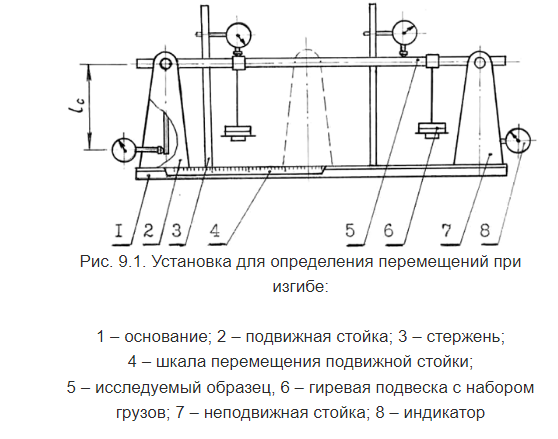 lc
I 2 3 4 5 6 7 8
Рис. 9.1. Установка для определения перемещений при
изгибе:
1 – основание; 2 – подвижная стойка; 3 – стержень;
4 – шкала перемещения подвижной стойки;
5 – исследуемый образец, 6 – гиревая подвеска с набором
грузов; 7 – неподвижная стойка; 8 – индикатор